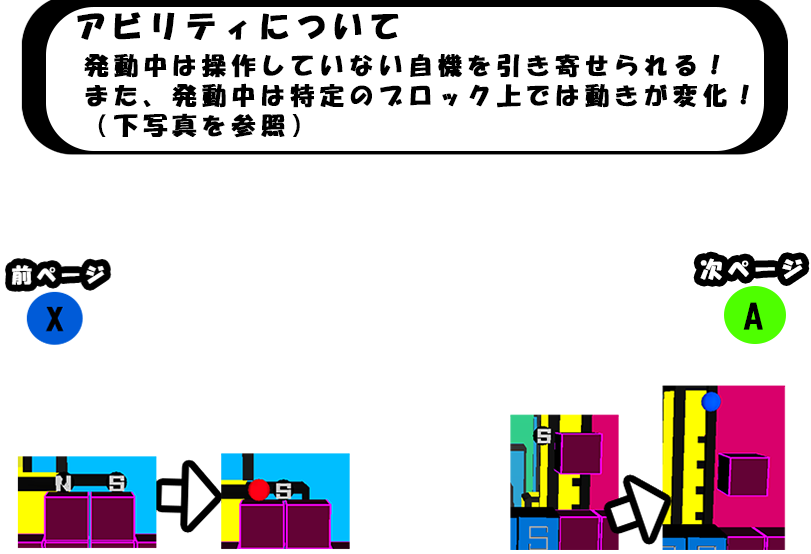 アビリティについて
発動中は操作していない自機を引き寄せられる！
また、発動中は特定のブロック上では動きが変化！
（下写真を参照）
前ページ
次ページ
X
A
N S
S
S
S